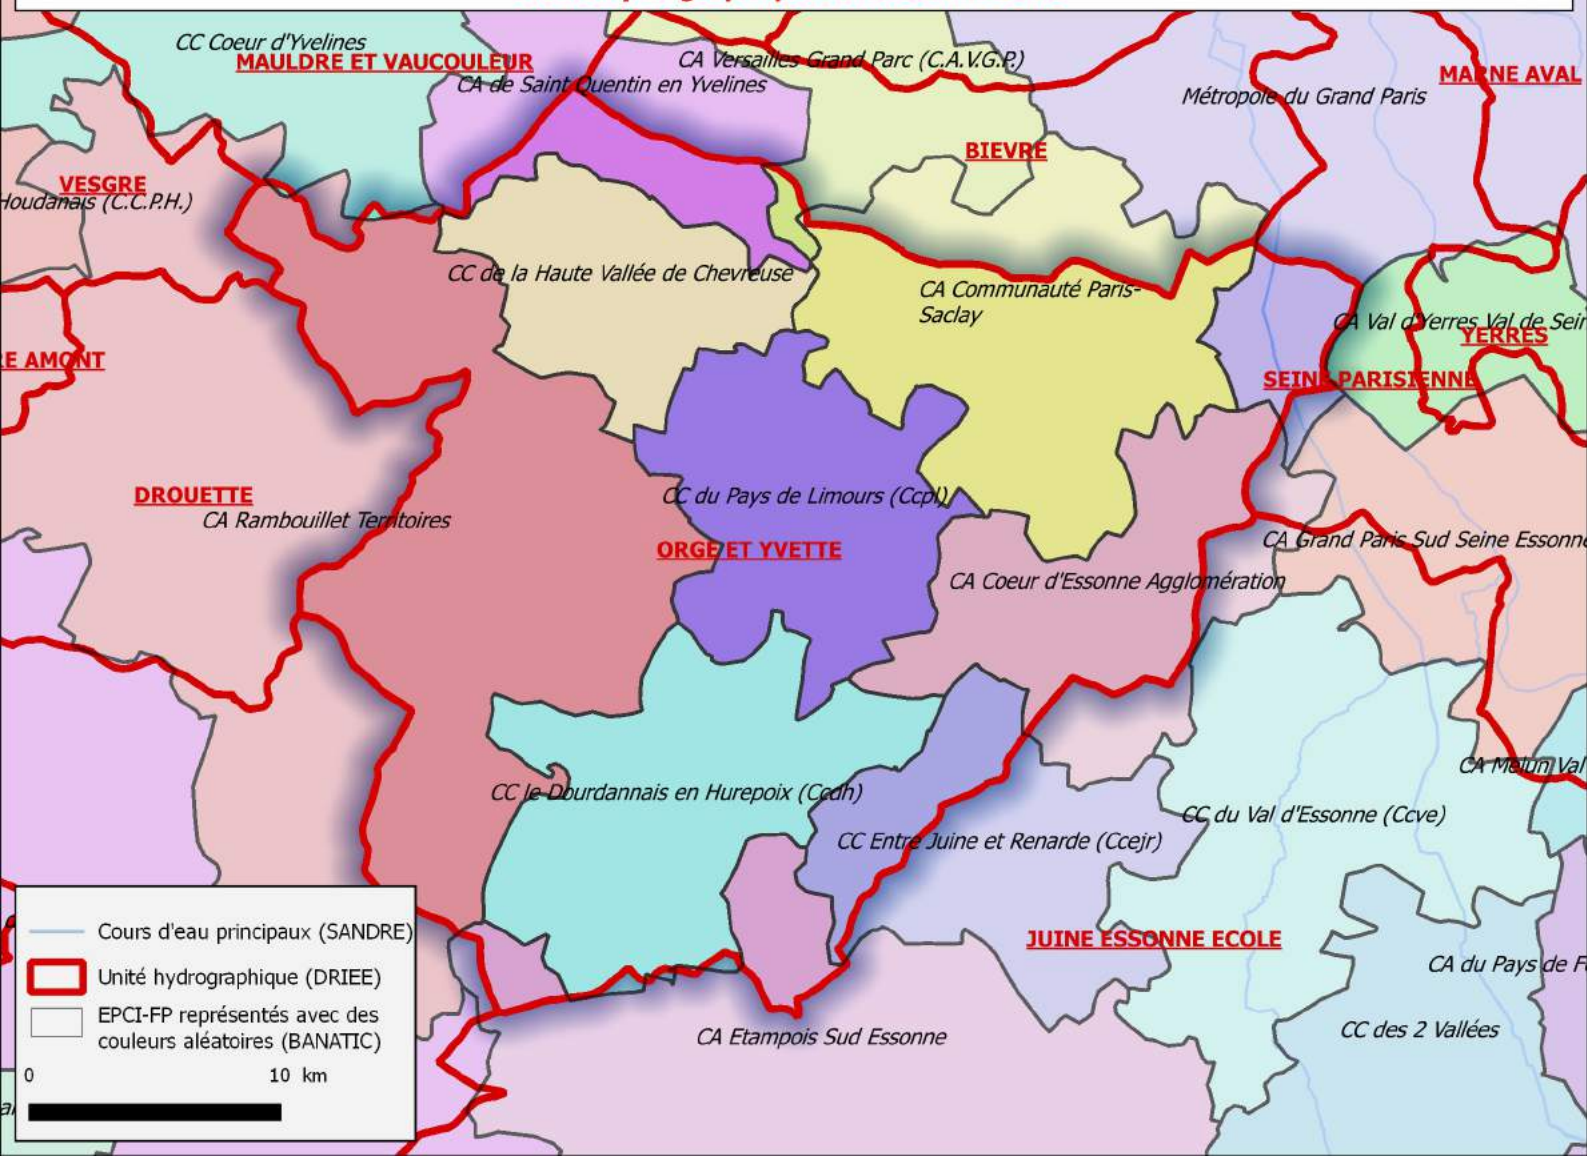 CC Coeur d'Yvelines
MAULDRE ET VAUCOULEUR
CA Versailles Grand Parc (C.A.V.G.P.)
CA de Saint Quentin en Yvelines
MARNE AVAL
Métropole du Grand Paris
BIEVRE
VESGRE
Houdanais (C.C.P.H.)
CC de la Haute Vallée de Chevreuse
CA Communauté Paris-
Saclay
CA Val d'Yerres Val de Sein
YERRES
RE AMONT
SEINE PARISIENNE
DROUETTE
CC du Pays de Limours (Ccpl)
CA Rambouillet Territoires
ORGE ET YVETTE
CA Grand Paris Sud Seine Essonne
CA Coeur d'Essonne Agglomération
CA Melun Val
CC le Dourdannais en Hurepoix (Ccdh)
CC du Val d'Essonne (Ccve)
CC Entre Juine et Renarde (Ccejr)
JUINE ESSONNE ECOLE
CA du Pays de F
CC des 2 Vallées
CA Etampois Sud Essonne
Cours d'eau principaux (SANDRE)
Unité hydrographique (DRIEE)
EPCI-FP représentés avec des
couleurs aléatoires (BANATIC)
0 10 km